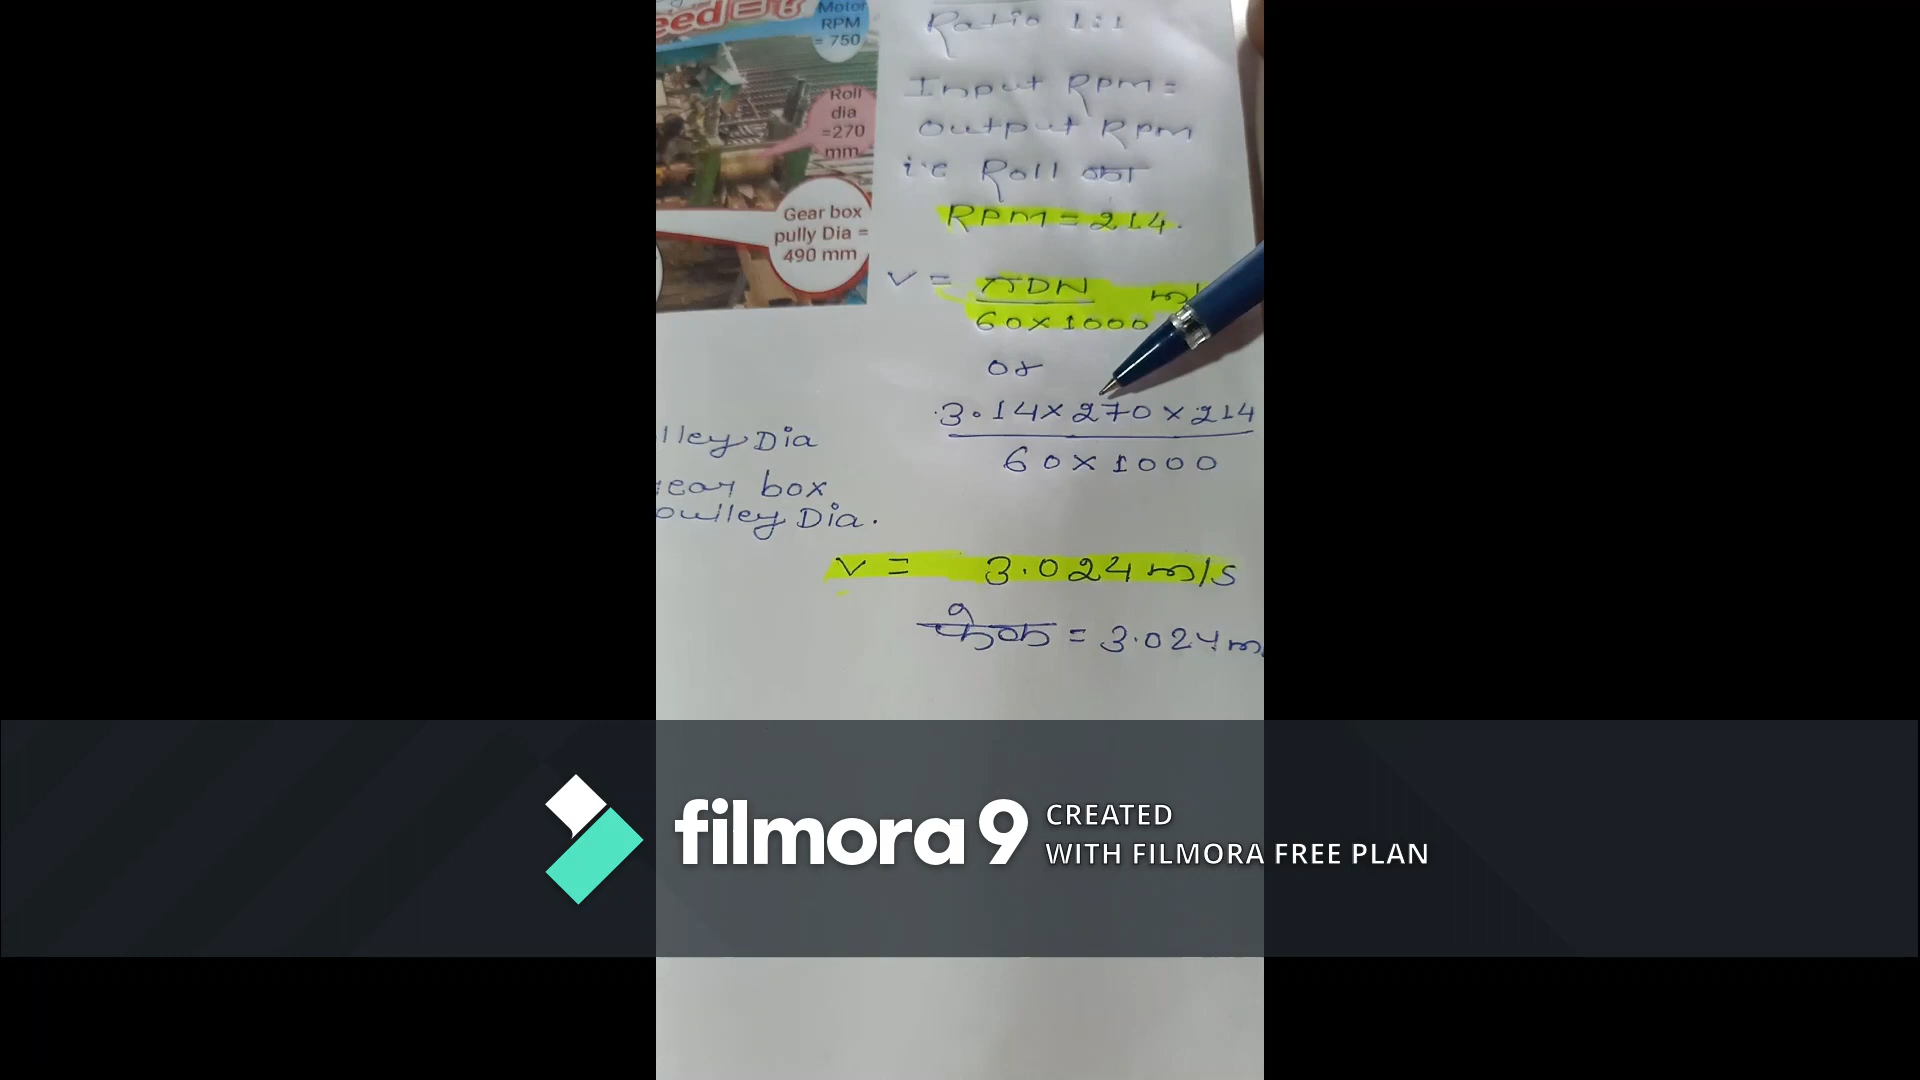 eed =?
Motor
RPM
= 750
Roll
dia
=270
mm
Gear box
pully Dia =
490 mm
Ratio 1:1
Input RPM =
Output RPM
i.e Roll का
RPM = 214.
V = πDN
60×1000
or
3.14×270×214
60×1000
lley Dia
ear box
oulley Dia.
V = 3.024 m/s
= 3.024 m
filmora 9
CREATED
WITH FILMORA FREE PLAN